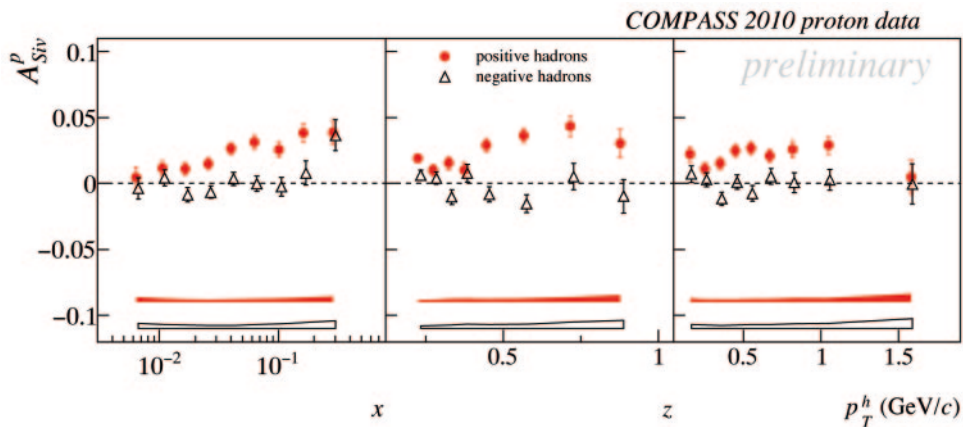 COMPASS 2010 proton data
A^p_Siv
0.1
0.05
0
−0.05
−0.1
positive hadrons
negative hadrons
preliminary
10⁻² 10⁻¹ 0.5 1 0.5 1 1.5
x z p_T^h (GeV/c)